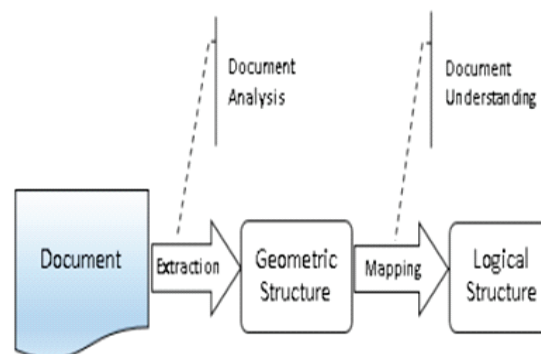 Document
Analysis
Document
Understanding
Document
Extraction
Geometric
Structure
Mapping
Logical
Structure